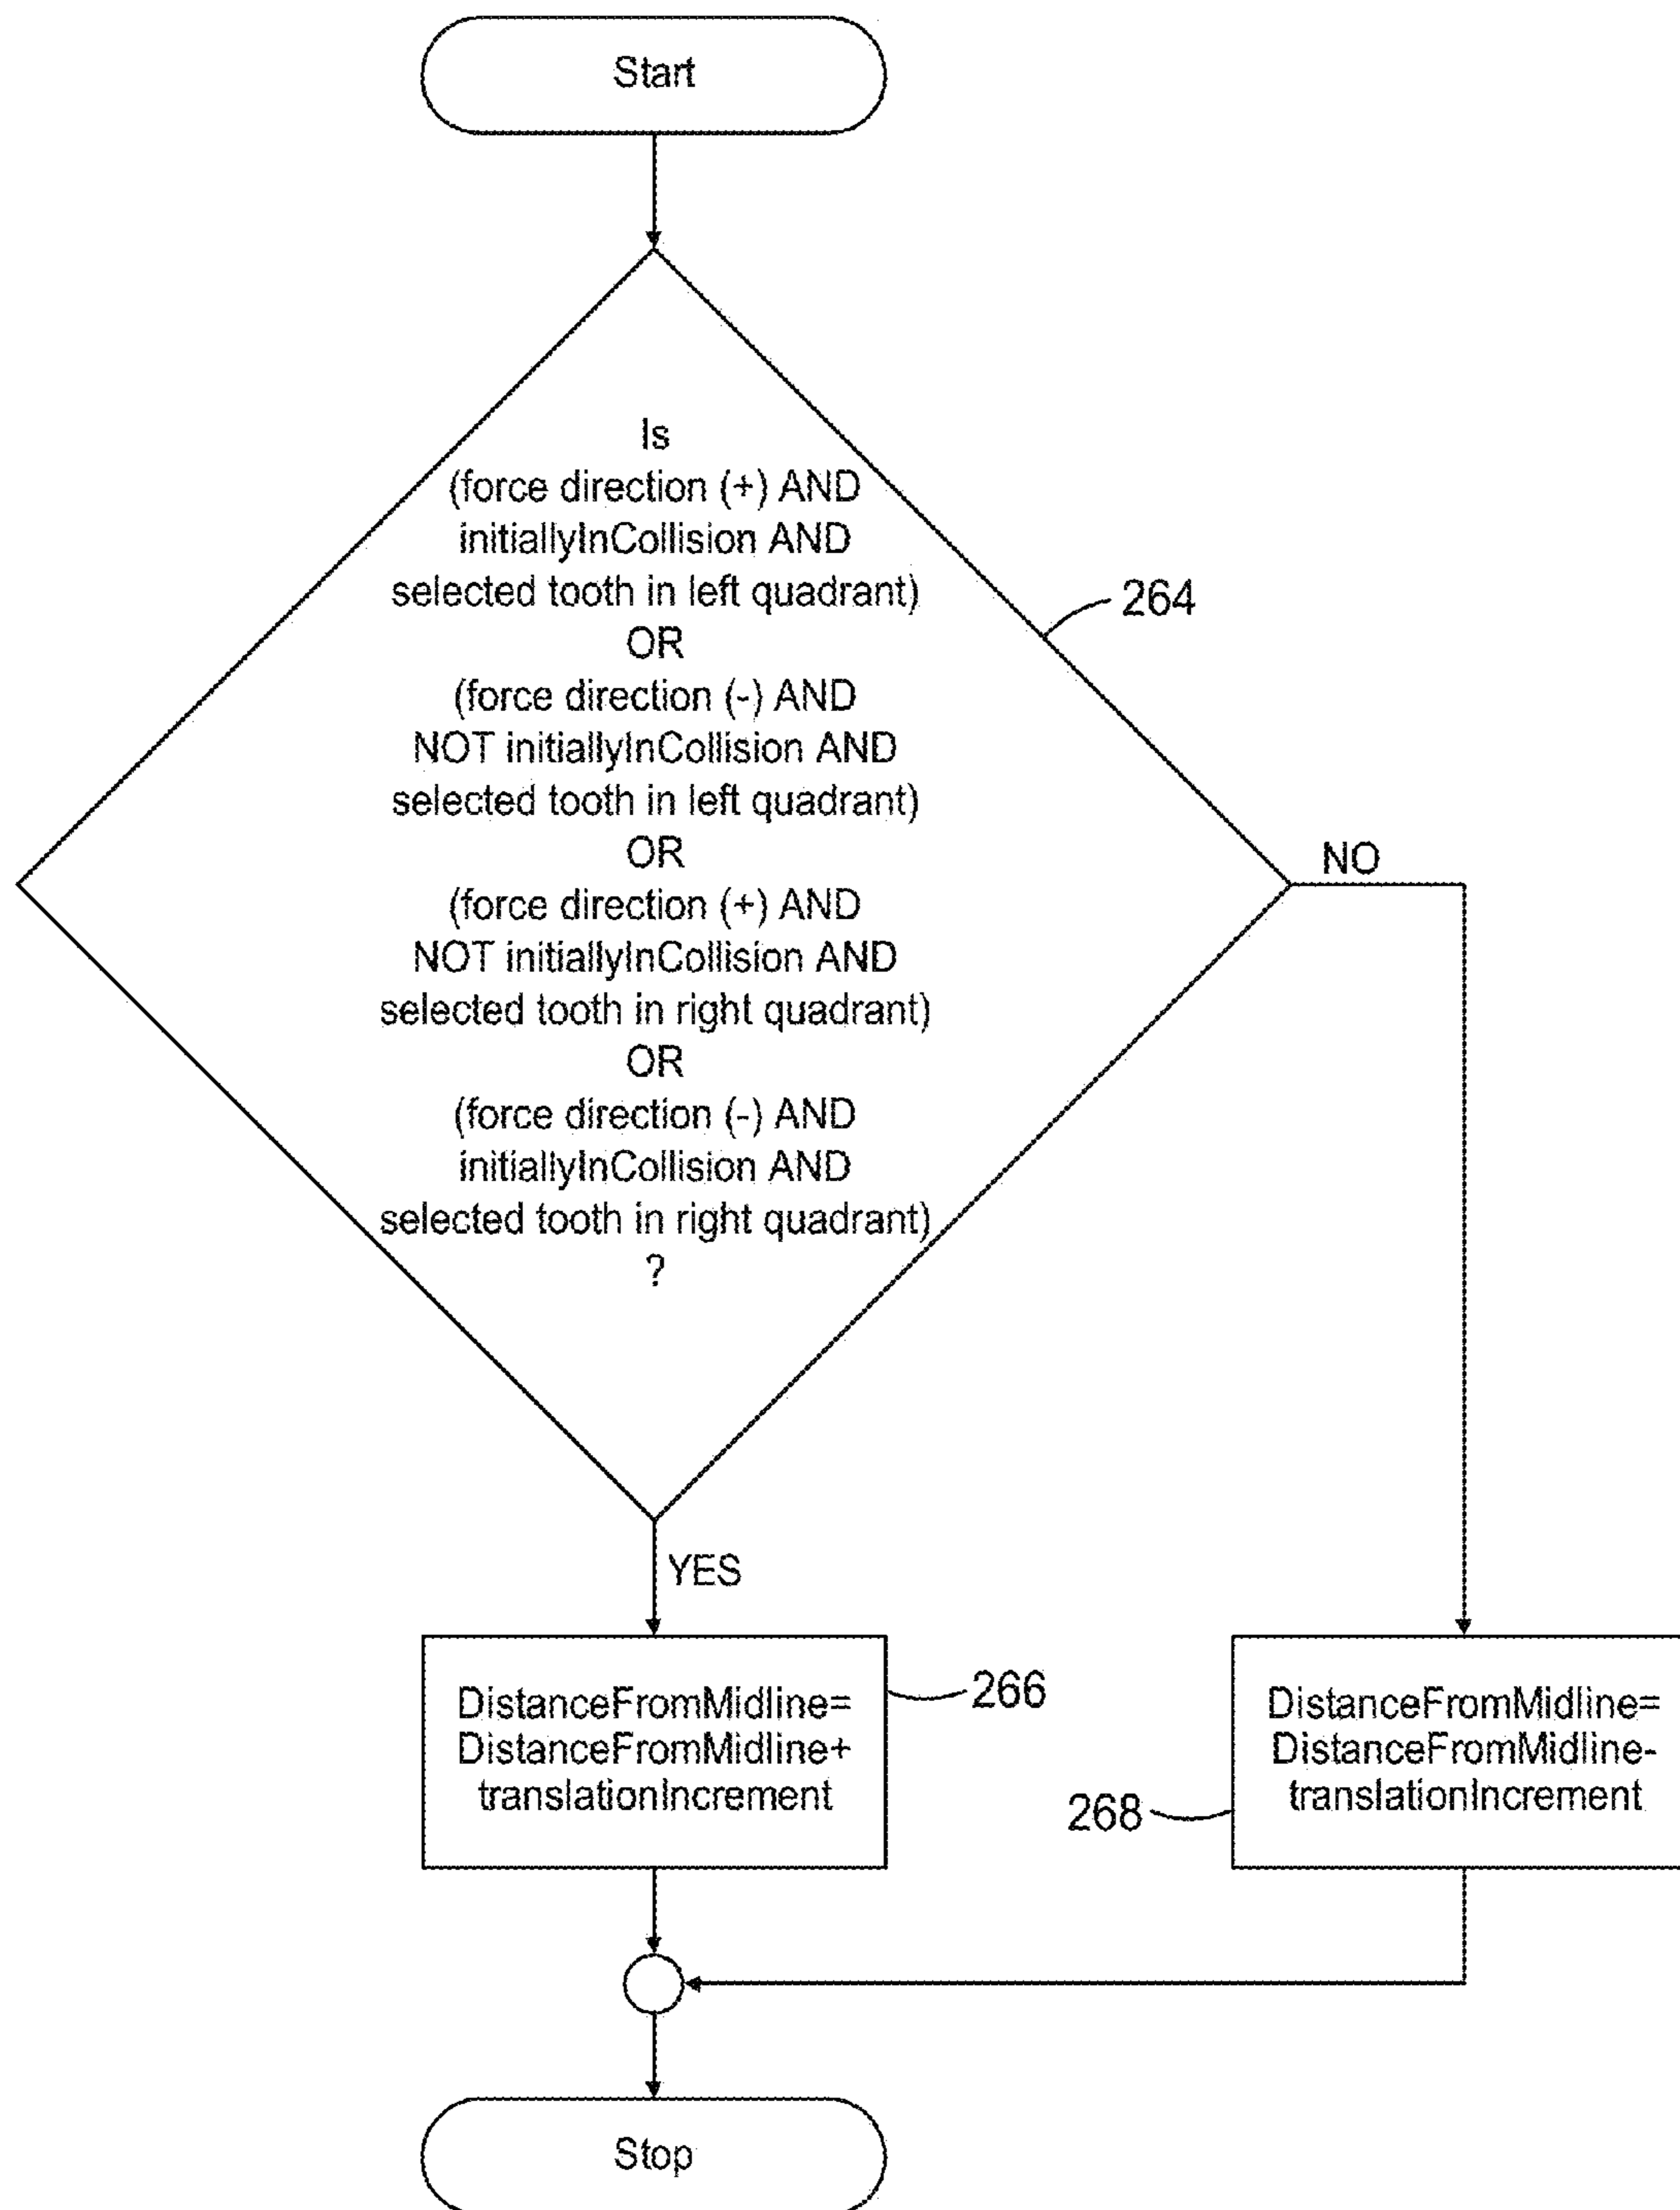 Start
Is
(force direction (+) AND
initiallyInCollision AND
selected tooth in left quadrant)
OR
(force direction (-) AND
NOT initiallyInCollision AND
selected tooth in left quadrant)
OR
(force direction (+) AND
NOT initiallyInCollision AND
selected tooth in right quadrant)
OR
(force direction (-) AND
initiallyInCollision AND
selected tooth in right quadrant)
?
264
NO
YES
DistanceFromMidline=
DistanceFromMidline+
translationIncrement
266
DistanceFromMidline=
DistanceFromMidline-
translationIncrement
268
Stop